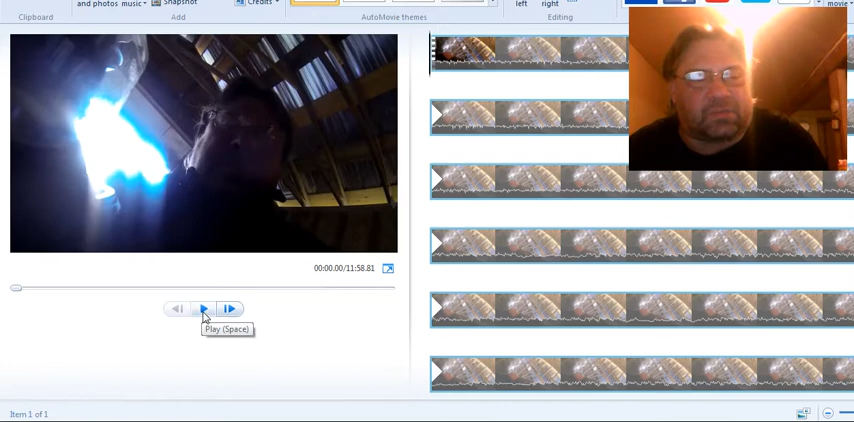 and photos music▾ Snapshot
Credits ▾
left right
movie▾
Clipboard Add AutoMovie themes Editing
00:00.00/11:58.81
Play (Space)
Item 1 of 1